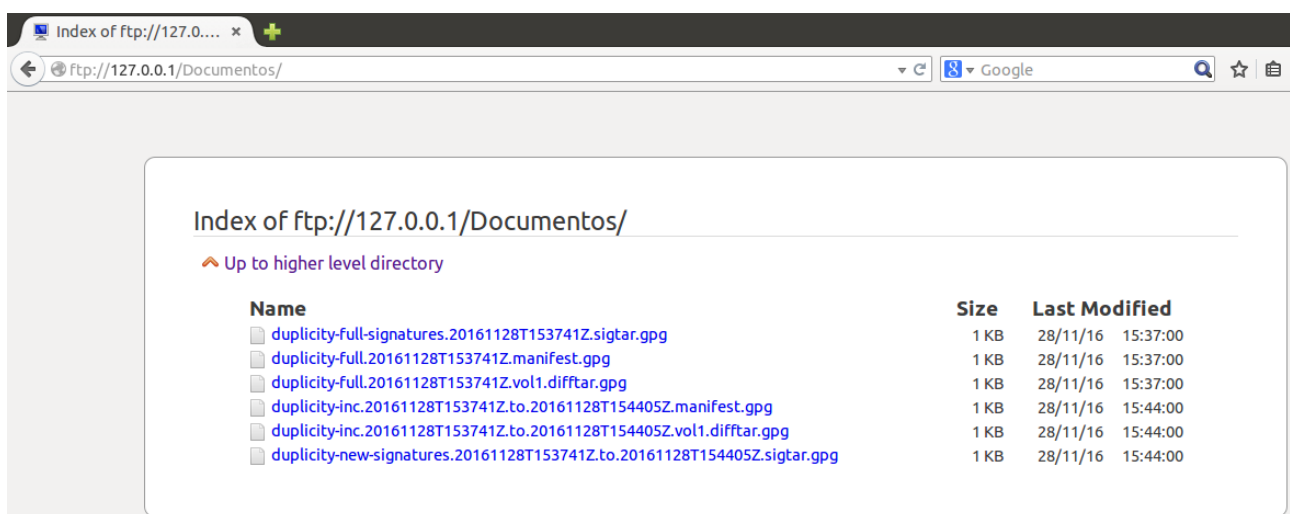 Index of ftp://127.0....
ftp://127.0.0.1/Documentos/ Google
Index of ftp://127.0.0.1/Documentos/
Up to higher level directory
Name Size Last Modified
duplicity-full-signatures.20161128T153741Z.sigtar.gpg 1 KB 28/11/16 15:37:00
duplicity-full.20161128T153741Z.manifest.gpg 1 KB 28/11/16 15:37:00
duplicity-full.20161128T153741Z.vol1.difftar.gpg 1 KB 28/11/16 15:37:00
duplicity-inc.20161128T153741Z.to.20161128T154405Z.manifest.gpg 1 KB 28/11/16 15:44:00
duplicity-inc.20161128T153741Z.to.20161128T154405Z.vol1.difftar.gpg 1 KB 28/11/16 15:44:00
duplicity-new-signatures.20161128T153741Z.to.20161128T154405Z.sigtar.gpg 1 KB 28/11/16 15:44:00